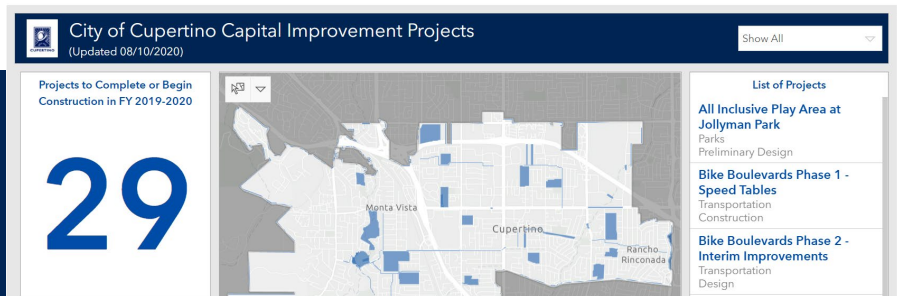 City of Cupertino Capital Improvement Projects
(Updated 08/10/2020)
CUPERTINO
Show All
Projects to Complete or Begin
Construction in FY 2019-2020
29
Monta Vista
Cupertino
Rancho
Rinconada
List of Projects
All Inclusive Play Area at
Jollyman Park
Parks
Preliminary Design
Bike Boulevards Phase 1 -
Speed Tables
Transportation
Construction
Bike Boulevards Phase 2 -
Interim Improvements
Transportation
Design